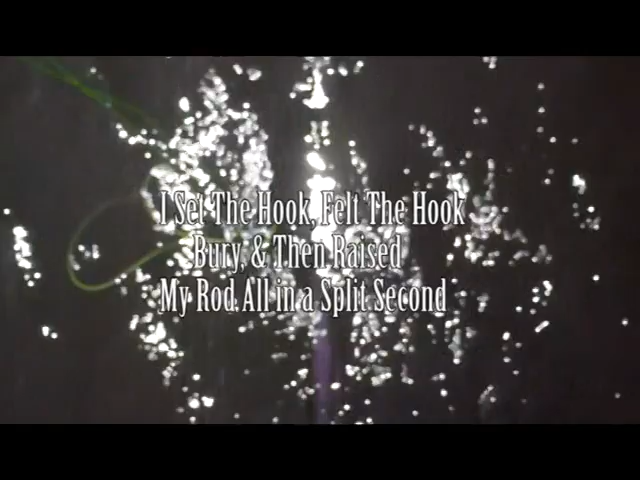 I Set The Hook, Felt The Hook
Bury, & Then Raised
My Rod All in a Split Second